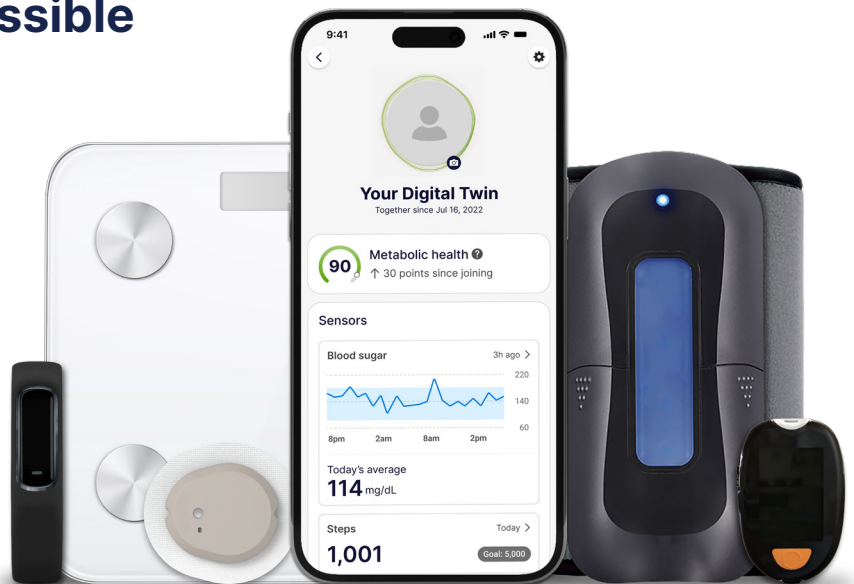 ssible
9:41
Your Digital Twin
Together since Jul 16, 2022
90
Metabolic health ?
↑ 30 points since joining
Sensors
Blood sugar 3h ago >
220
140
60
8pm 2am 8am 2pm
Today's average
114 mg/dL
Steps Today >
1,001 Goal: 5,000